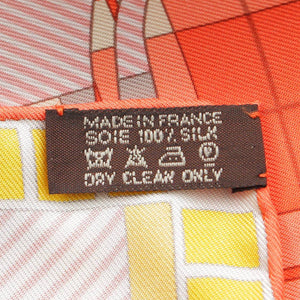 MADE IN FRANCE
SOIE 100% SILK
DRY CLEAN ONLY